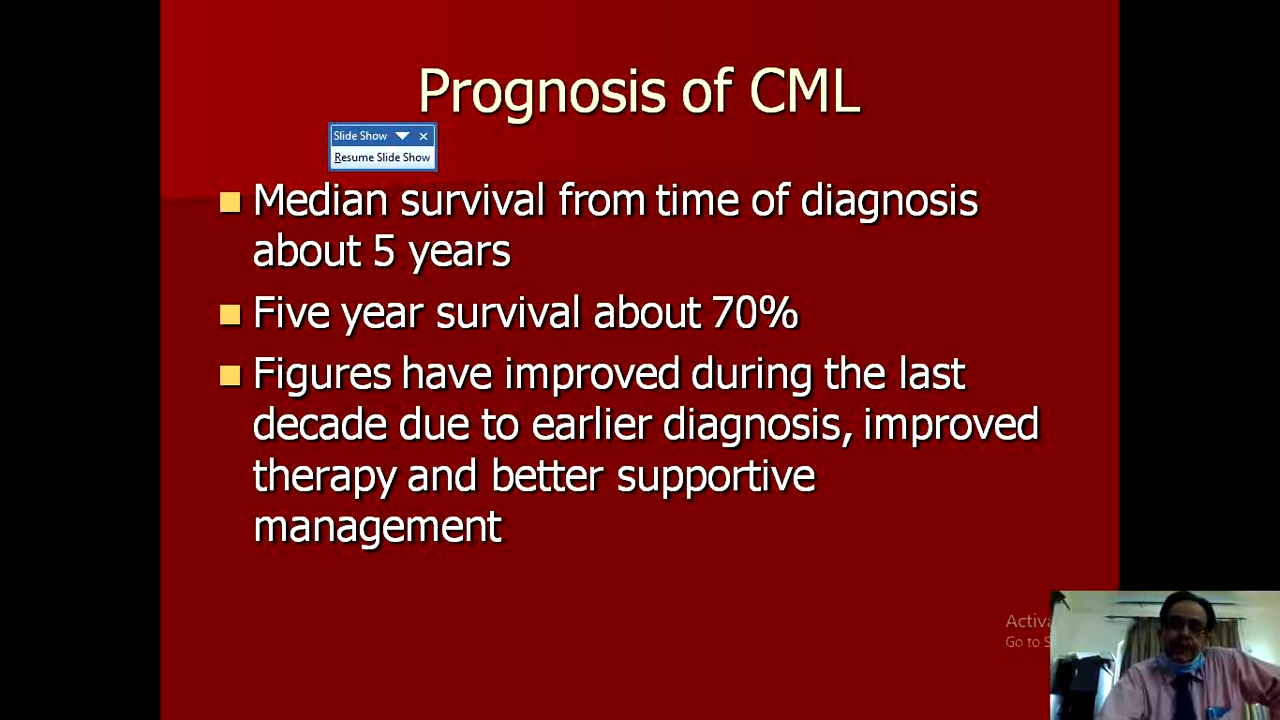 Prognosis of CML
Slide Show
Resume Slide Show
Median survival from time of diagnosis
about 5 years
Five year survival about 70%
Figures have improved during the last
decade due to earlier diagnosis, improved
therapy and better supportive
management
Go to